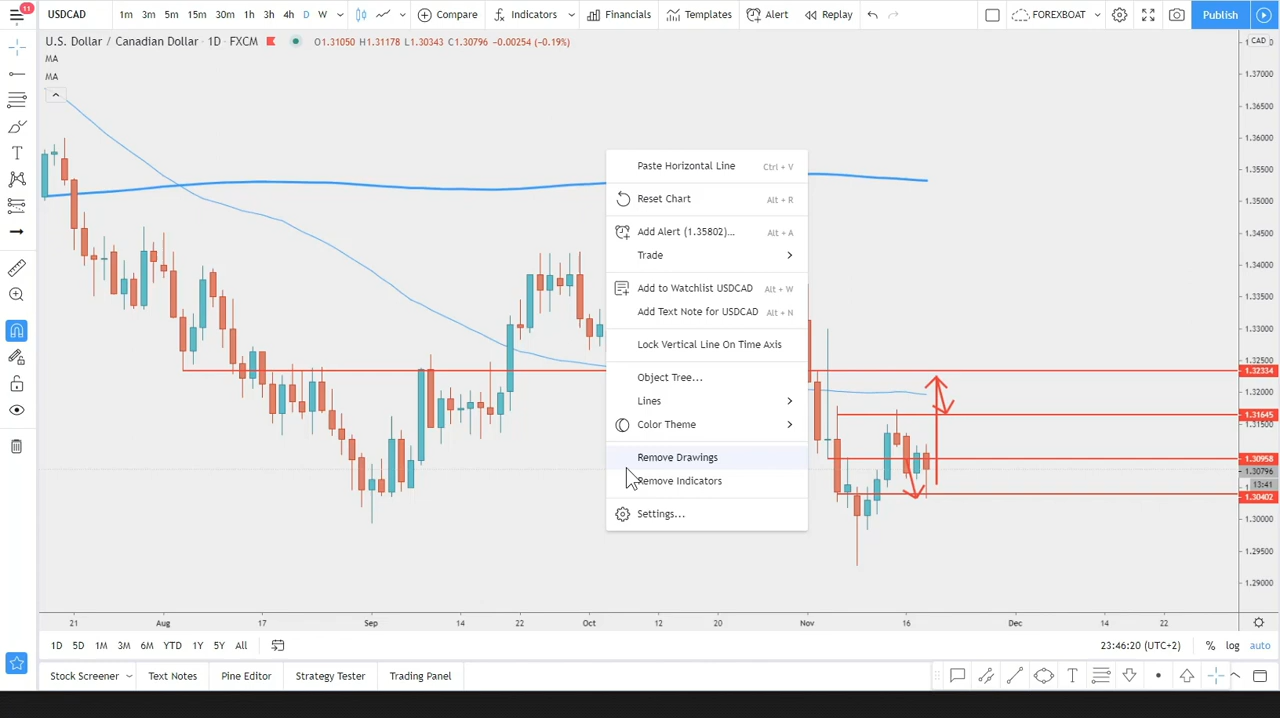 11
USDCAD 1m 3m 5m 15m 30m 1h 3h 4h D W Compare Indicators Financials Templates Alert Replay FOREXBOAT Publish
U.S. Dollar / Canadian Dollar · 1D · FXCM O1.31050 H1.31178 L1.30343 C1.30796 -0.00254 (-0.19%)
CAD
MA
MA
1.37000
1.36500
1.36000
1.35500
1.35000
1.34500
1.34000
1.33500
1.33000
1.32500
1.32334
1.32000
1.31645
1.31500
1.30958
1.30796
13:41
1.30402
1.30000
1.29500
1.29000
Paste Horizontal Line Ctrl + V
Reset Chart Alt + R
Add Alert (1.35802)... Alt + A
Trade
Add to Watchlist USDCAD Alt + W
Add Text Note for USDCAD Alt + N
Lock Vertical Line On Time Axis
Object Tree...
Lines
Color Theme
Remove Drawings
Remove Indicators
Settings...
21 Aug 17 Sep 14 22 Oct 12 20 Nov 16 Dec 14 22
1D 5D 1M 3M 6M YTD 1Y 5Y All 23:46:20 (UTC+2) % log auto
Stock Screener Text Notes Pine Editor Strategy Tester Trading Panel